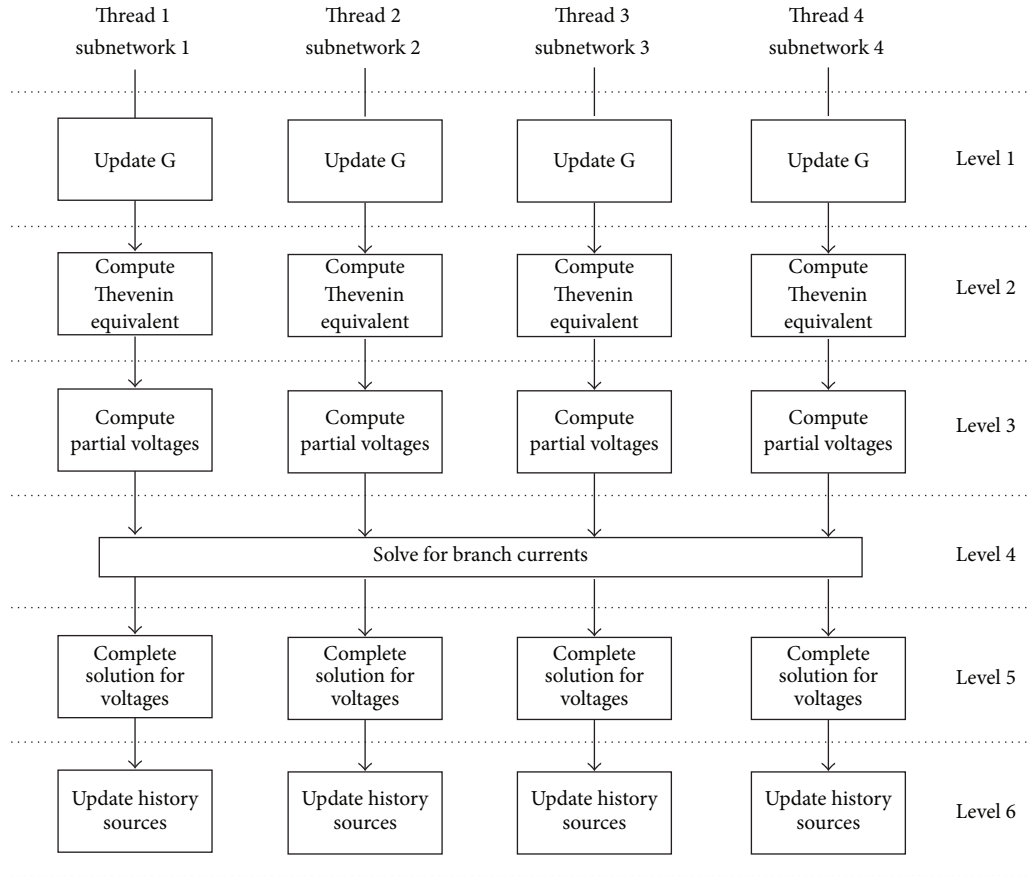 Thread 1
subnetwork 1
Thread 2
subnetwork 2
Thread 3
subnetwork 3
Thread 4
subnetwork 4
Update G
Update G
Update G
Update G
Level 1
Compute
Thevenin
equivalent
Compute
Thevenin
equivalent
Compute
Thevenin
equivalent
Compute
Thevenin
equivalent
Level 2
Compute
partial voltages
Compute
partial voltages
Compute
partial voltages
Compute
partial voltages
Level 3
Solve for branch currents
Level 4
Complete
solution for
voltages
Complete
solution for
voltages
Complete
solution for
voltages
Complete
solution for
voltages
Level 5
Update history
sources
Update history
sources
Update history
sources
Update history
sources
Level 6